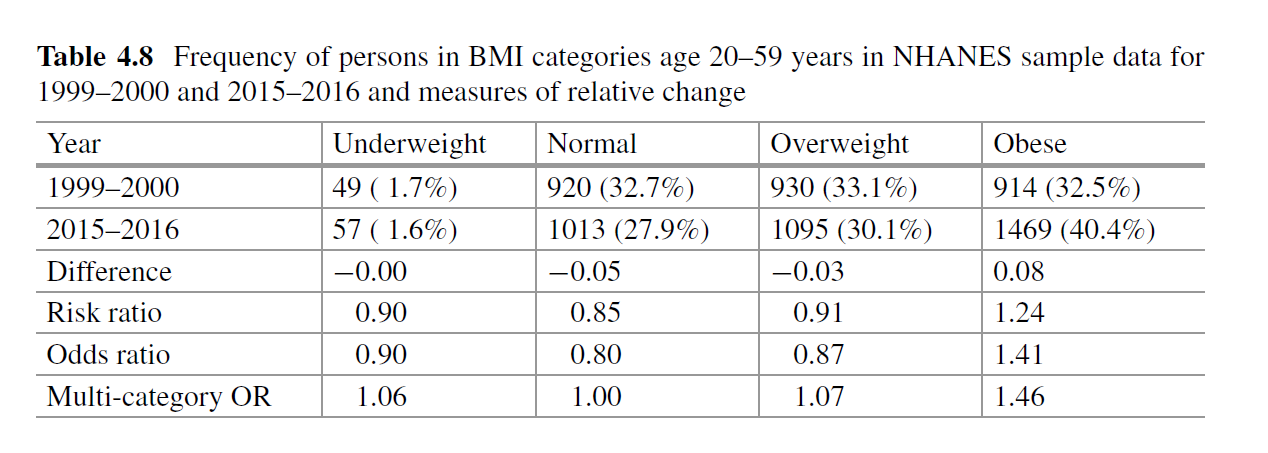 Table 4.8 Frequency of persons in BMI categories age 20–59 years in NHANES sample data for
1999–2000 and 2015–2016 and measures of relative change
Year Underweight Normal Overweight Obese
1999–2000 49 ( 1.7%) 920 (32.7%) 930 (33.1%) 914 (32.5%)
2015–2016 57 ( 1.6%) 1013 (27.9%) 1095 (30.1%) 1469 (40.4%)
Difference −0.00 −0.05 −0.03 0.08
Risk ratio 0.90 0.85 0.91 1.24
Odds ratio 0.90 0.80 0.87 1.41
Multi-category OR 1.06 1.00 1.07 1.46